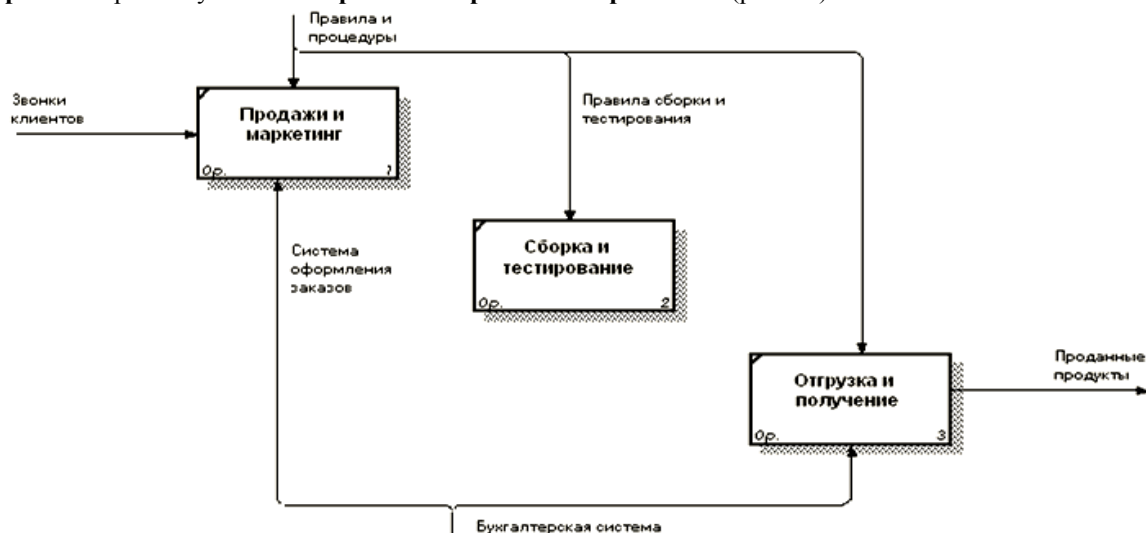 Правила и
процедуры
Звонки
клиентов
Продажи и
маркетинг
0р.
1
Правила сборки и
тестирования
Система
оформления
заказов
Сборка и
тестирование
0р.
2
Отгрузка и
получение
0р.
3
Проданные
продукты
Бухгалтерская система